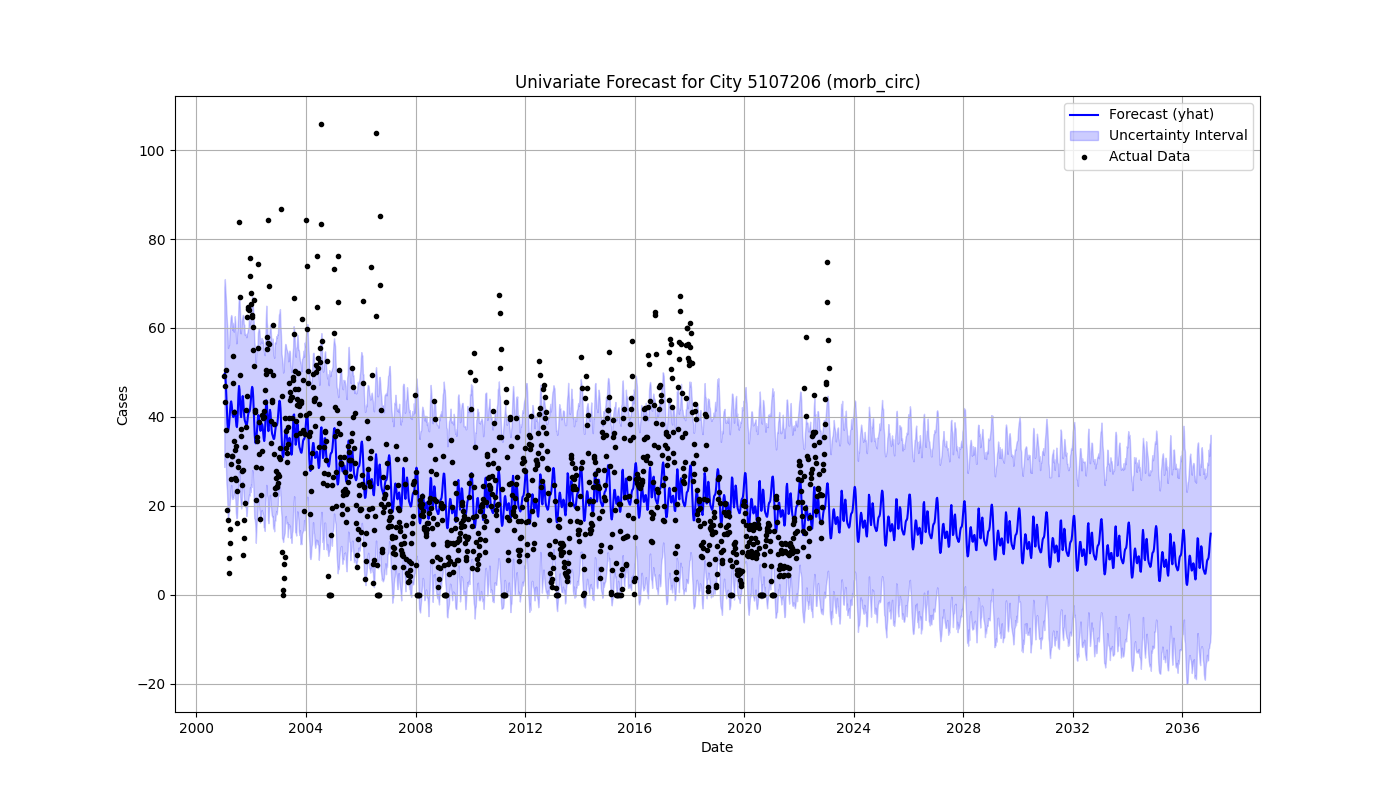 Univariate Forecast for City 5107206 (morb_circ)
Forecast (yhat)
Uncertainty Interval
Actual Data
Cases
100
80
60
40
20
0
−20
2000 2004 2008 2012 2016 2020 2024 2028 2032 2036
Date